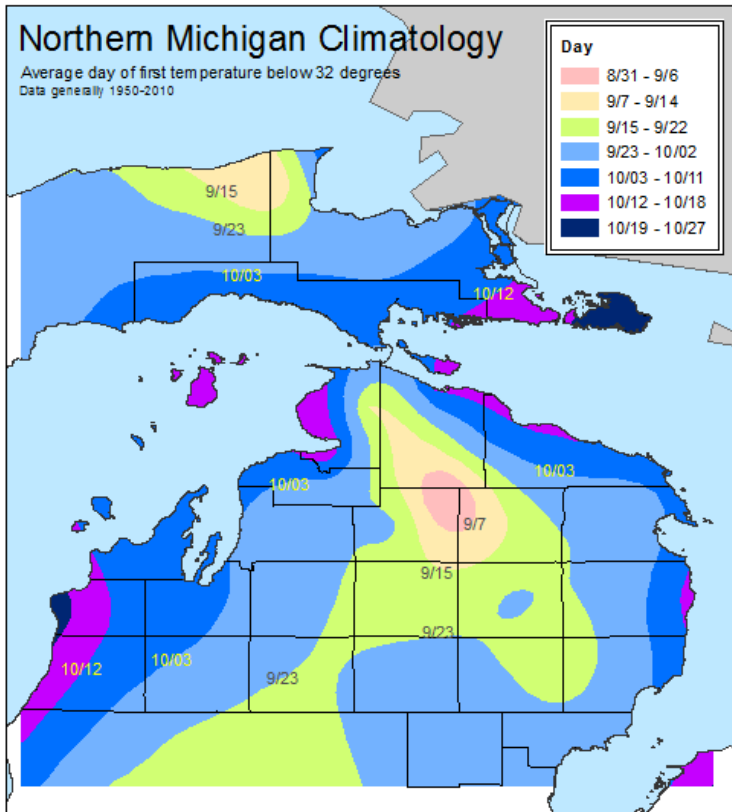 Northern Michigan Climatology
Average day of first temperature below 32 degrees
Data generally 1950-2010
Day
8/31 - 9/6
9/7 - 9/14
9/15 - 9/22
9/23 - 10/02
10/03 - 10/11
10/12 - 10/18
10/19 - 10/27
9/15
9/23
10/03
10/12
10/03
10/03
9/7
9/15
9/23
10/12
10/03
9/23